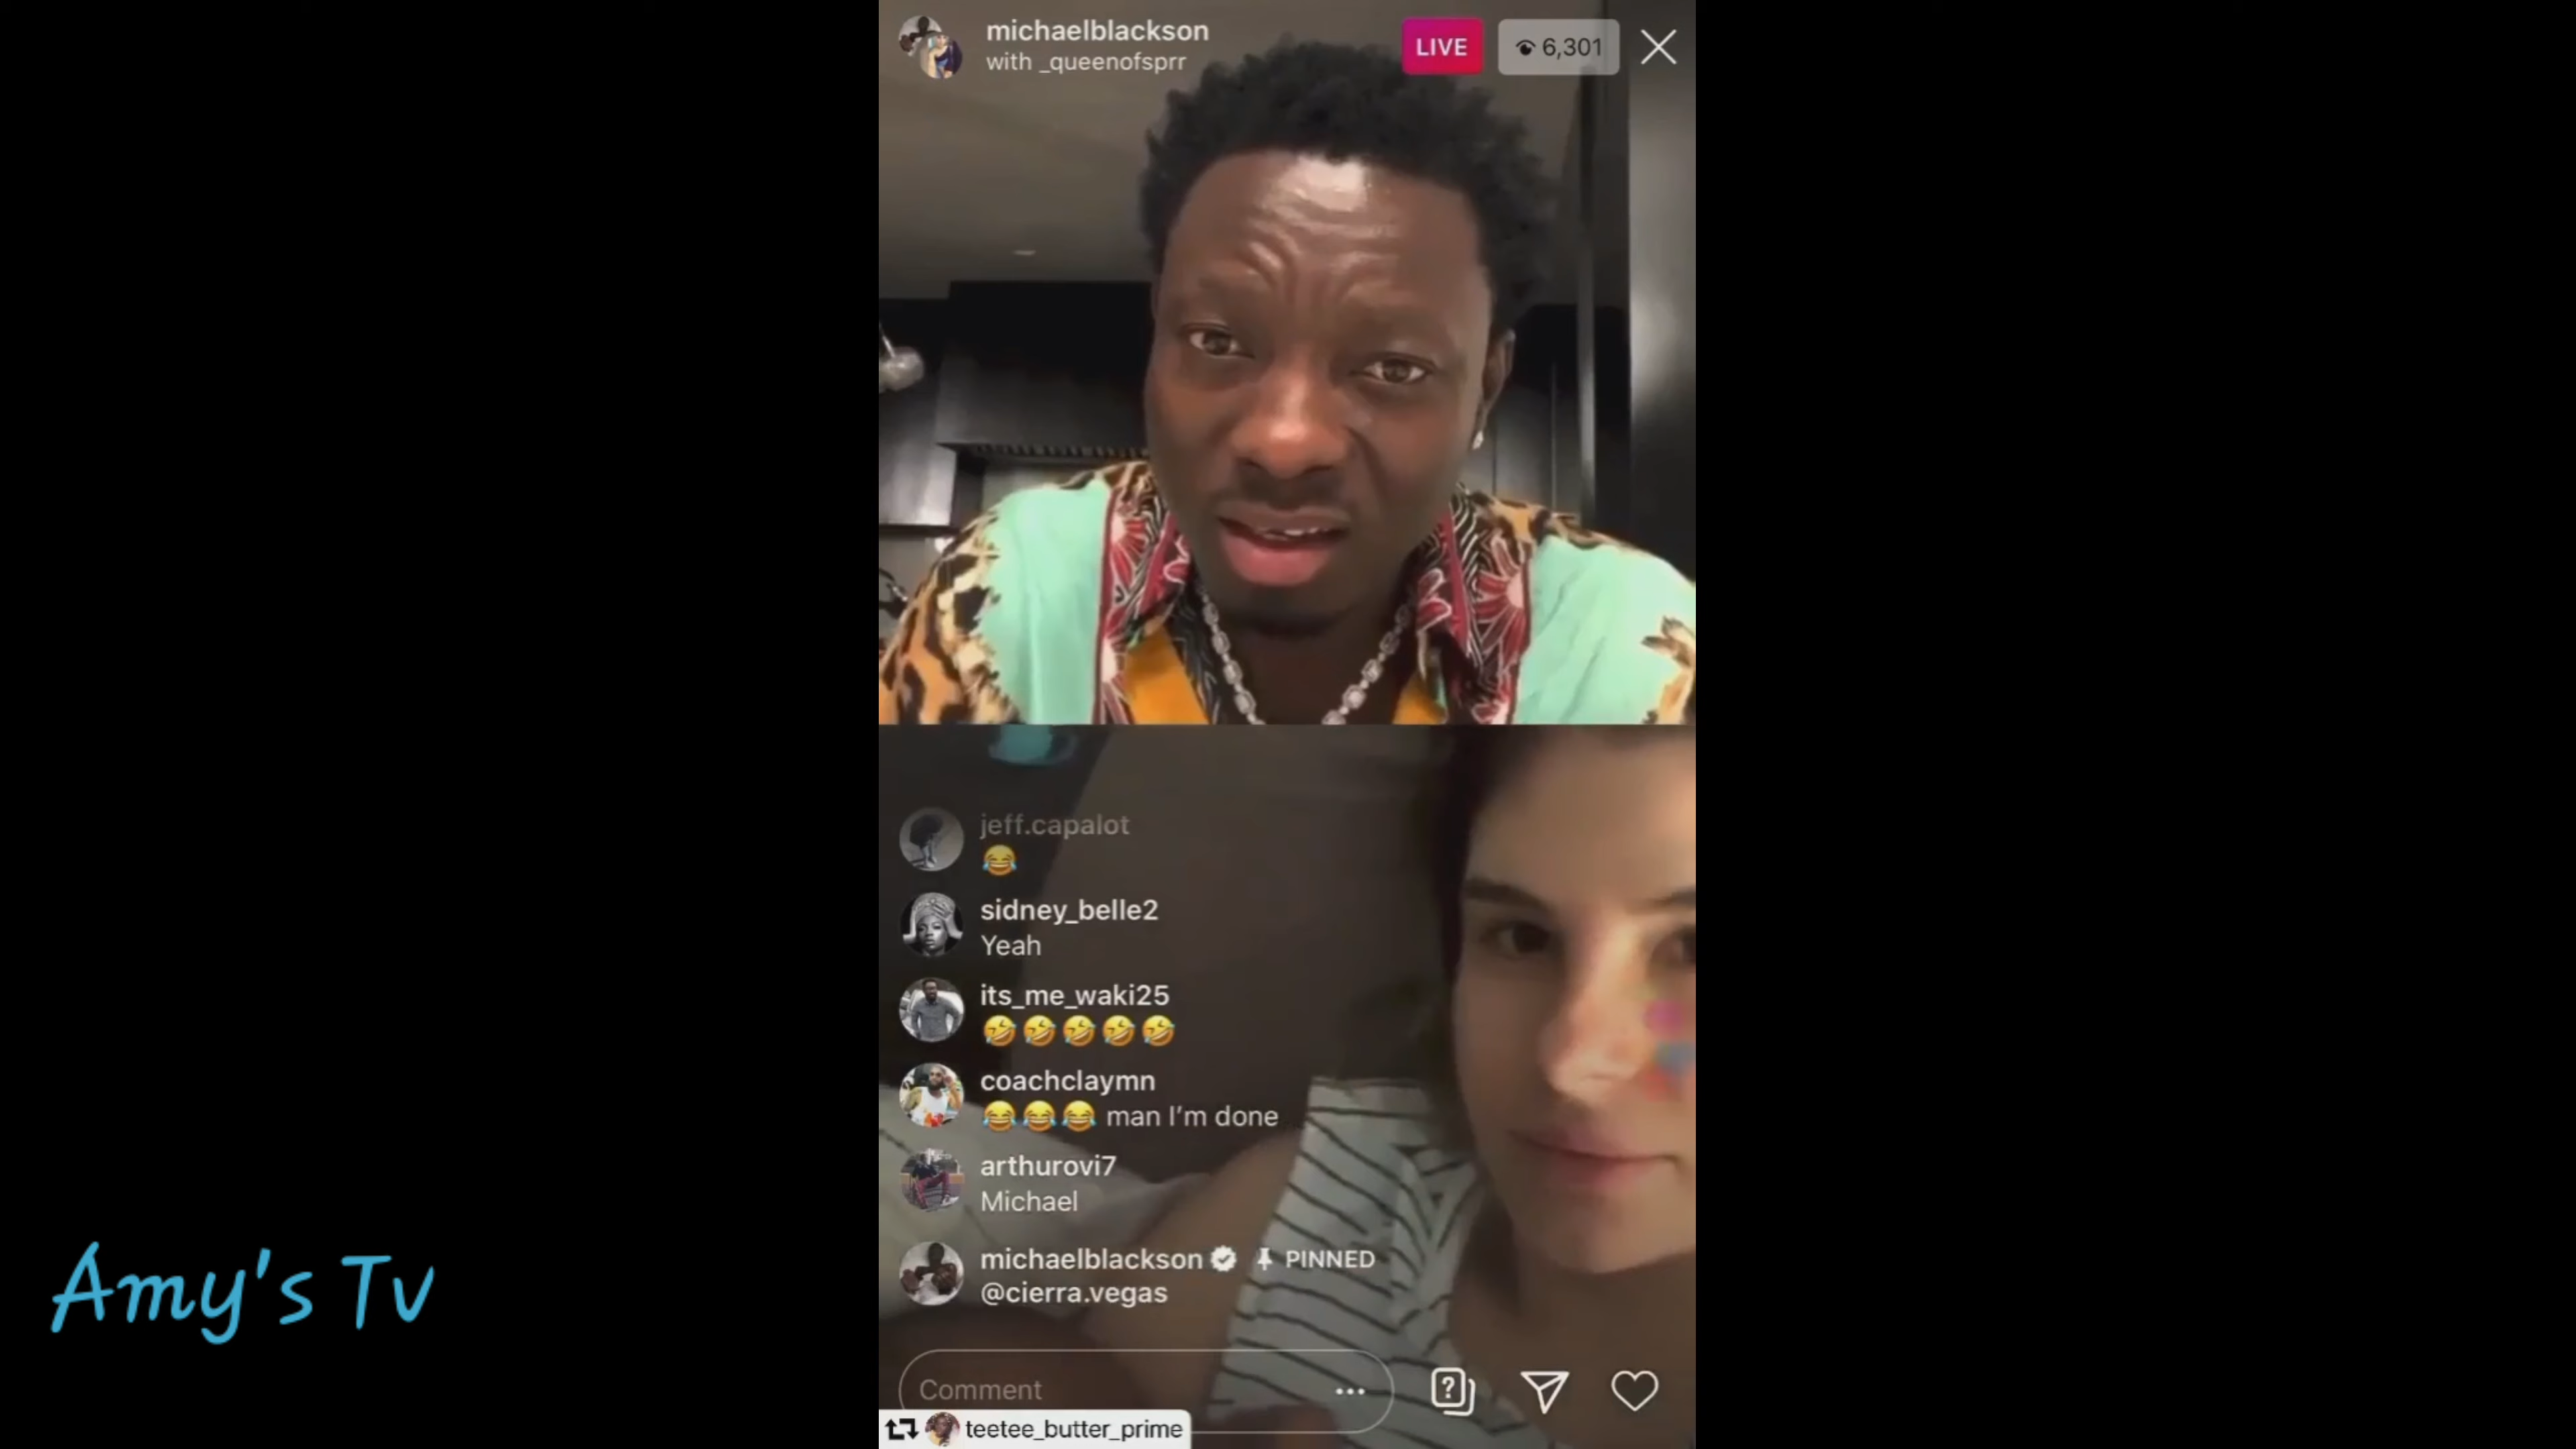 michaelblackson
with _queenofsprr
LIVE
6,301
jeff.capalot
😂
sidney_belle2
Yeah
its_me_waki25
🤣🤣🤣🤣🤣
coachclaymn
😂😂😂 man I'm done
arthurovi7
Michael
michaelblackson PINNED
@cierra.vegas
Comment
teetee_butter_prime
Amy's Tv